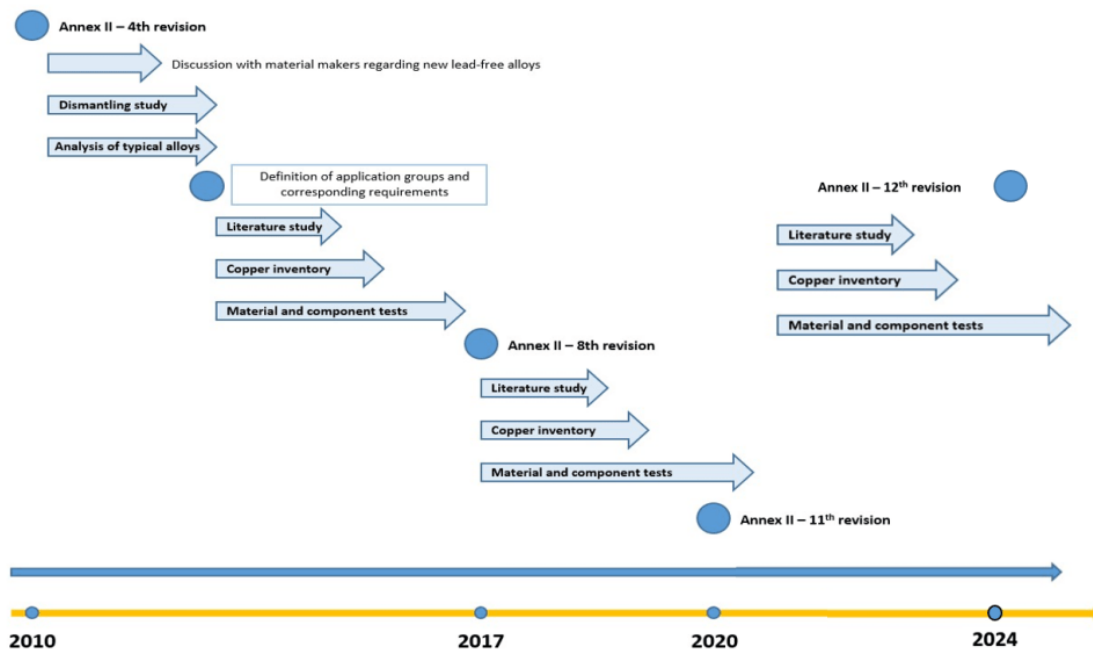 Annex II – 4th revision
Discussion with material makers regarding new lead-free alloys
Dismantling study
Analysis of typical alloys
Definition of application groups and
corresponding requirements
Literature study
Copper inventory
Material and component tests
Annex II – 12th revision
Literature study
Copper inventory
Material and component tests
Annex II – 8th revision
Literature study
Copper inventory
Material and component tests
Annex II – 11th revision
2010
2017
2020
2024